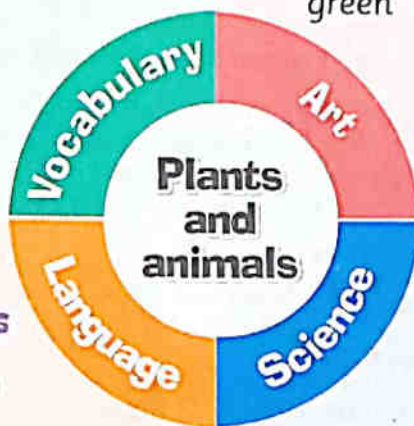 green
Vocabulary
Art
Plants
and
animals
Language
Science
s